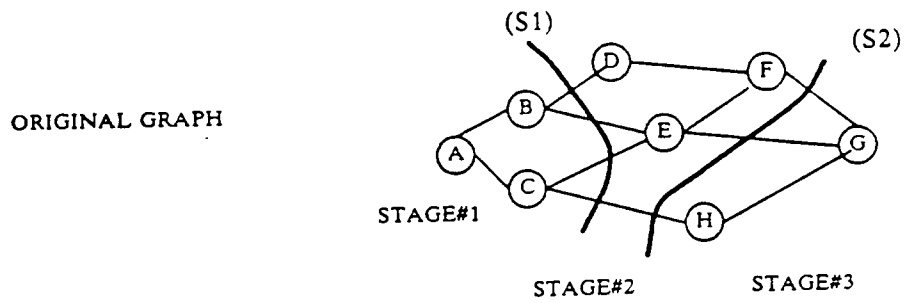 (S1)
(S2)
D
F
ORIGINAL GRAPH
B
E
A
G
C
STAGE#1
H
STAGE#2
STAGE#3